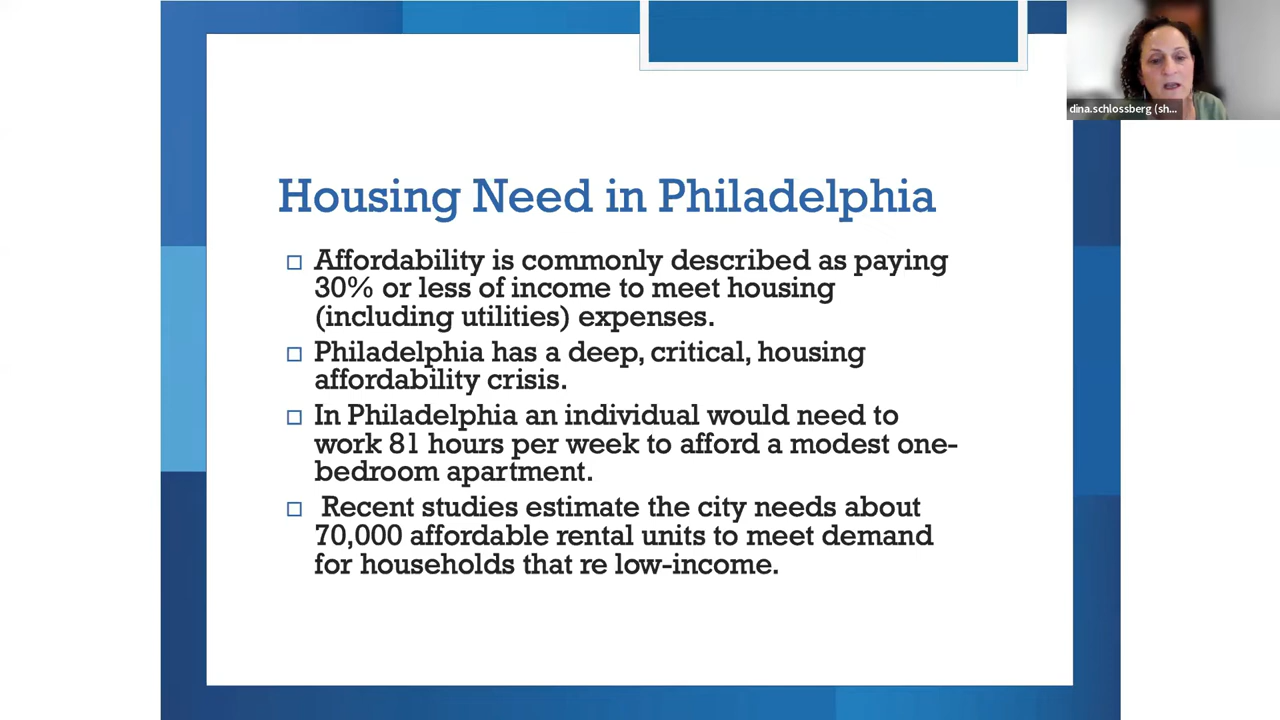 dina.schlossberg (sh...
Housing Need in Philadelphia
Affordability is commonly described as paying
30% or less of income to meet housing
(including utilities) expenses.
Philadelphia has a deep, critical, housing
affordability crisis.
In Philadelphia an individual would need to
work 81 hours per week to afford a modest one-
bedroom apartment.
Recent studies estimate the city needs about
70,000 affordable rental units to meet demand
for households that re low-income.